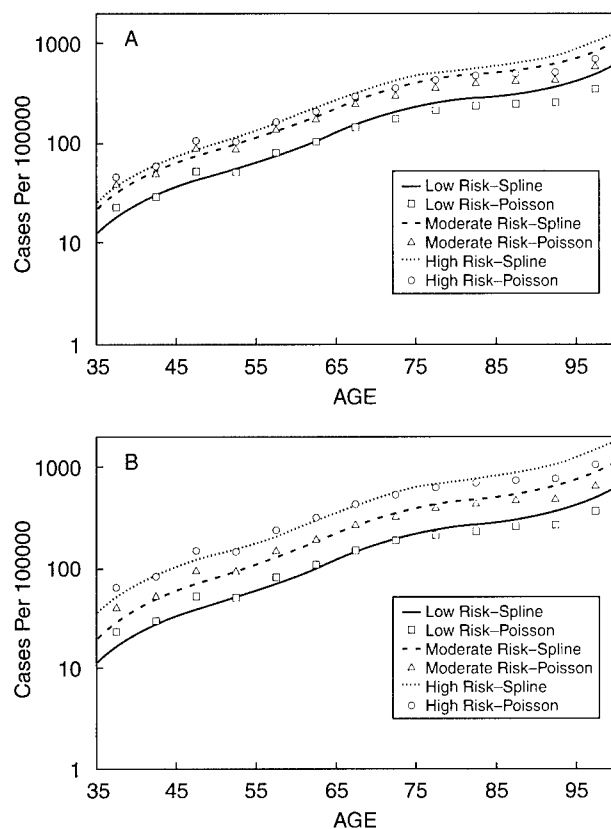 A
1000
100
10
1
Cases Per 100000
35 45 55 65 75 85 95
AGE
Low Risk–Spline
Low Risk–Poisson
Moderate Risk–Spline
Moderate Risk–Poisson
High Risk–Spline
High Risk–Poisson
B
1000
100
10
1
Cases Per 100000
35 45 55 65 75 85 95
AGE
Low Risk–Spline
Low Risk–Poisson
Moderate Risk–Spline
Moderate Risk–Poisson
High Risk–Spline
High Risk–Poisson